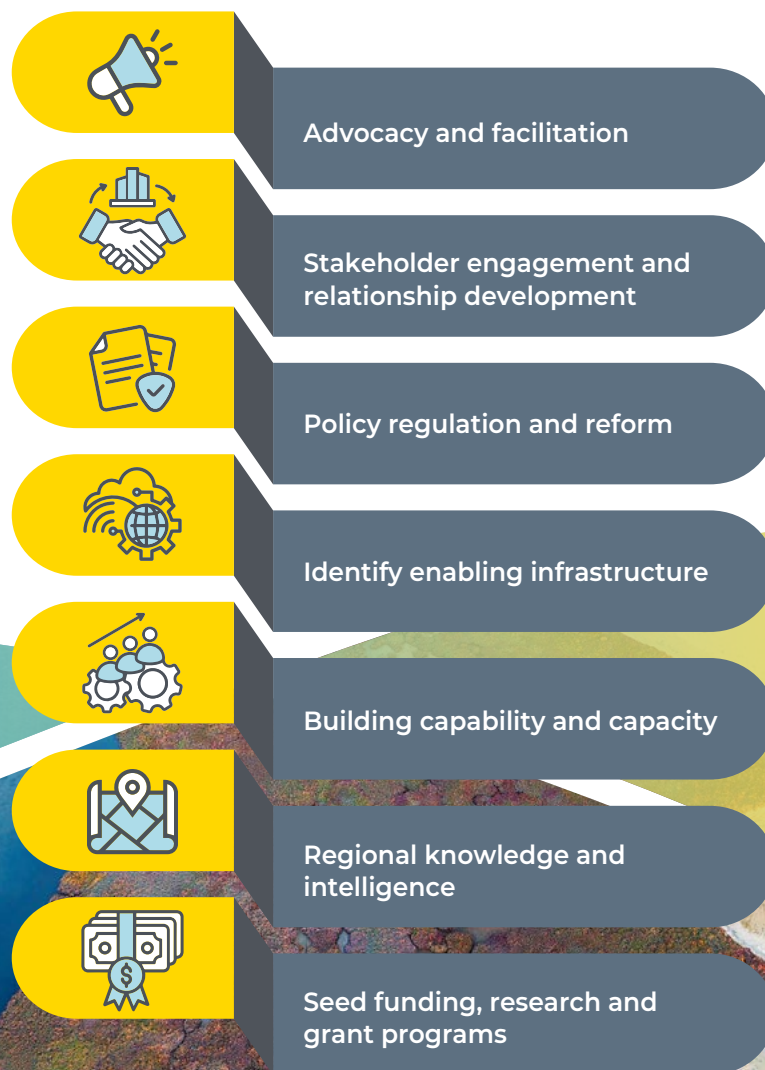 Advocacy and facilitation
Stakeholder engagement and
relationship development
Policy regulation and reform
Identify enabling infrastructure
Building capability and capacity
Regional knowledge and
intelligence
$
Seed funding, research and
grant programs